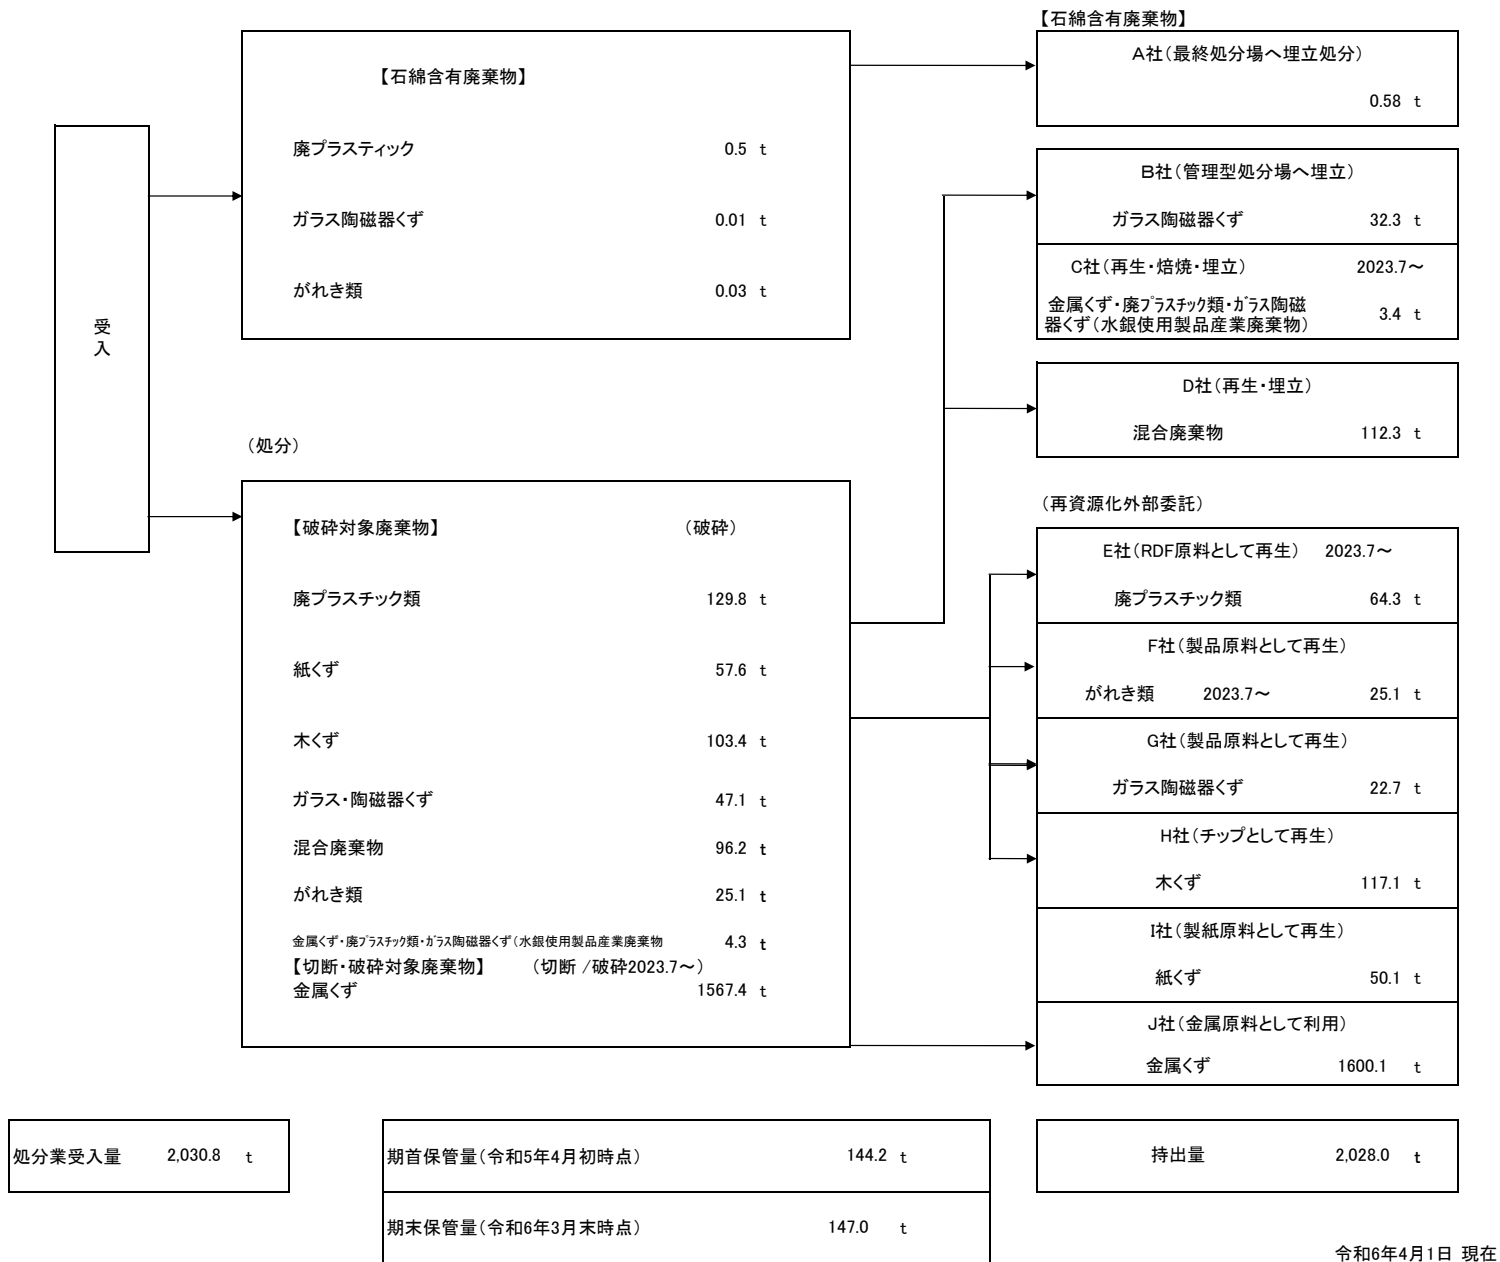 【石綿含有廃棄物】
A社（最終処分場へ埋立処分）
0.58 t
【石綿含有廃棄物】
廃プラスティック 0.5 t
ガラス陶磁器くず 0.01 t
がれき類 0.03 t
受入
B社（管理型処分場へ埋立）
ガラス陶磁器くず 32.3 t
C社（再生・焙焼・埋立） 2023.7～
金属くず・廃プラスチック類・ガラス陶磁
器くず（水銀使用製品産業廃棄物） 3.4 t
D社（再生・埋立）
混合廃棄物 112.3 t
（処分）
【破砕対象廃棄物】 （破砕）
廃プラスチック類 129.8 t
紙くず 57.6 t
木くず 103.4 t
ガラス・陶磁器くず 47.1 t
混合廃棄物 96.2 t
がれき類 25.1 t
金属くず・廃プラスチック類・ガラス陶磁器くず（水銀使用製品産業廃棄物 4.3 t
【切断・破砕対象廃棄物】 （切断 /破砕2023.7～）
金属くず 1567.4 t
（再資源化外部委託）
E社（RDF原料として再生） 2023.7～
廃プラスチック類 64.3 t
F社（製品原料として再生）
がれき類 2023.7～ 25.1 t
G社（製品原料として再生）
ガラス陶磁器くず 22.7 t
H社（チップとして再生）
木くず 117.1 t
I社（製紙原料として再生）
紙くず 50.1 t
J社（金属原料として利用）
金属くず 1600.1 t
処分業受入量 2,030.8 t
期首保管量（令和5年4月初時点） 144.2 t
期末保管量（令和6年3月末時点） 147.0 t
持出量 2,028.0 t
令和6年4月1日 現在